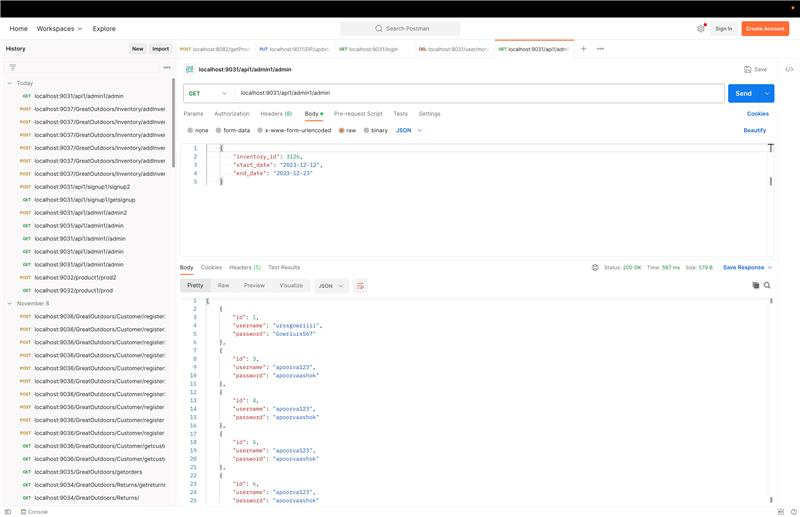 Home Workspaces Explore Search Postman Sign In Create Account
History New Import
GET localhost:8082/getProd PUT localhost:9011/DP/updat GET localhost:9031/login DEL localhost:9031/user/mor GET localhost:9031/api1/adm
Today
GET localhost:9031/api1/admin1/admin
POST localhost:9037/GreatOutdoors/Inventory/addInver
POST localhost:9037/GreatOutdoors/Inventory/addInver
POST localhost:9037/GreatOutdoors/Inventory/addInver
POST localhost:9037/GreatOutdoors/Inventory/addInver
POST localhost:9037/GreatOutdoors/Inventory/addInver
POST localhost:9037/GreatOutdoors/Inventory/addInver
POST localhost:9031/api1/signup1/signup2
GET localhost:9031/api1/signup1/getsignup
POST localhost:9031/api1/admin1/admin2
GET localhost:9031/api1/admin1/admin
GET localhost:9031/api1/admin1//admin
GET localhost:9031/api1/admin1/admin
GET localhost:9031/api1/admin1/admin
POST localhost:9032/product1/prod2
GET localhost:9032/product1/prod
November 8
POST localhost:9036/GreatOutdoors/Customer/register
POST localhost:9036/GreatOutdoors/Customer/register
POST localhost:9036/GreatOutdoors/Customer/register
POST localhost:9036/GreatOutdoors/Customer/register
POST localhost:9036/GreatOutdoors/Customer/register
POST localhost:9036/GreatOutdoors/Customer/register
POST localhost:9036/GreatOutdoors/Customer/register
POST localhost:9036/GreatOutdoors/Customer/register
POST localhost:9036/GreatOutdoors/Customer/register
POST localhost:9036/GreatOutdoors/Customer/register
GET localhost:9036/GreatOutdoors/Customer/getcust
GET localhost:9036/GreatOutdoors/Customer/getcust
GET localhost:9035/GreatOutdoors/getorders
GET localhost:9034/GreatOutdoors/Returns/getreturn
GET localhost:9034/GreatOutdoors/Returns/
localhost:9031/api1/admin1/admin Save
GET localhost:9031/api1/admin1/admin Send
Params Authorization Headers (8) Body Pre-request Script Tests Settings Cookies
none form-data x-www-form-urlencoded raw binary JSON Beautify
1 {
2 "inventory_id": 3126,
3 "start_date": "2023-12-12",
4 "end_date": "2023-12-23"
5 }
Body Cookies Headers (5) Test Results Status: 200 OK Time: 567 ms Size: 579 B Save Response
Pretty Raw Preview Visualize JSON
1 [
2 {
3 "id": 1,
4 "username": "urssgowriiii",
5 "password": "Gowriurs567"
6 },
7 {
8 "id": 3,
9 "username": "apoorva123",
10 "password": "apoorvaashok"
11 },
12 {
13 "id": 4,
14 "username": "apoorva123",
15 "password": "apoorvaashok"
16 },
17 {
18 "id": 5,
19 "username": "apoorva123",
20 "password": "apoorvaashok"
21 },
22 {
23 "id": 6,
24 "username": "apoorva123",
25 "password": "apoorvaashok"
Console